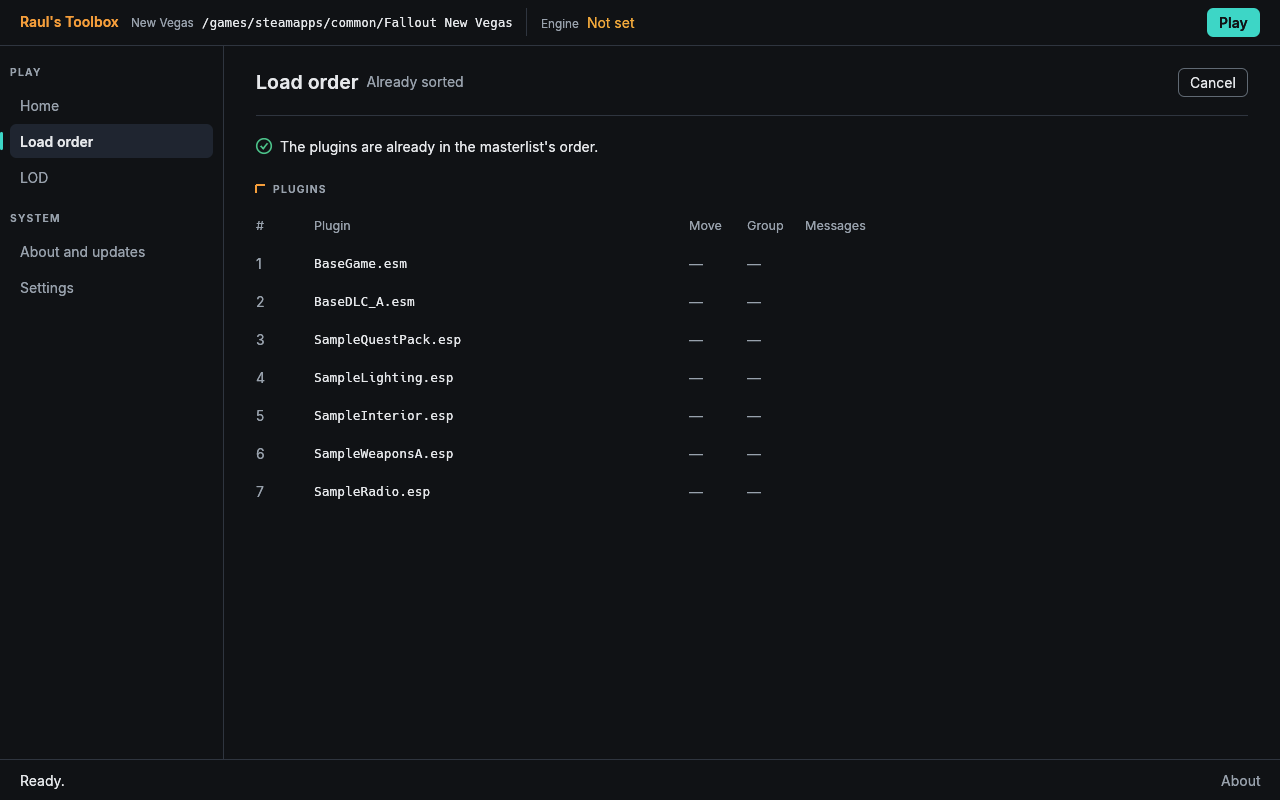 Raul's Toolbox New Vegas /games/steamapps/common/Fallout New Vegas Engine Not set Play
PLAY
Home
Load order
LOD
SYSTEM
About and updates
Settings
Load order Already sorted Cancel
The plugins are already in the masterlist's order.
PLUGINS
# Plugin Move Group Messages
1 BaseGame.esm — —
2 BaseDLC_A.esm — —
3 SampleQuestPack.esp — —
4 SampleLighting.esp — —
5 SampleInterior.esp — —
6 SampleWeaponsA.esp — —
7 SampleRadio.esp — —
Ready. About